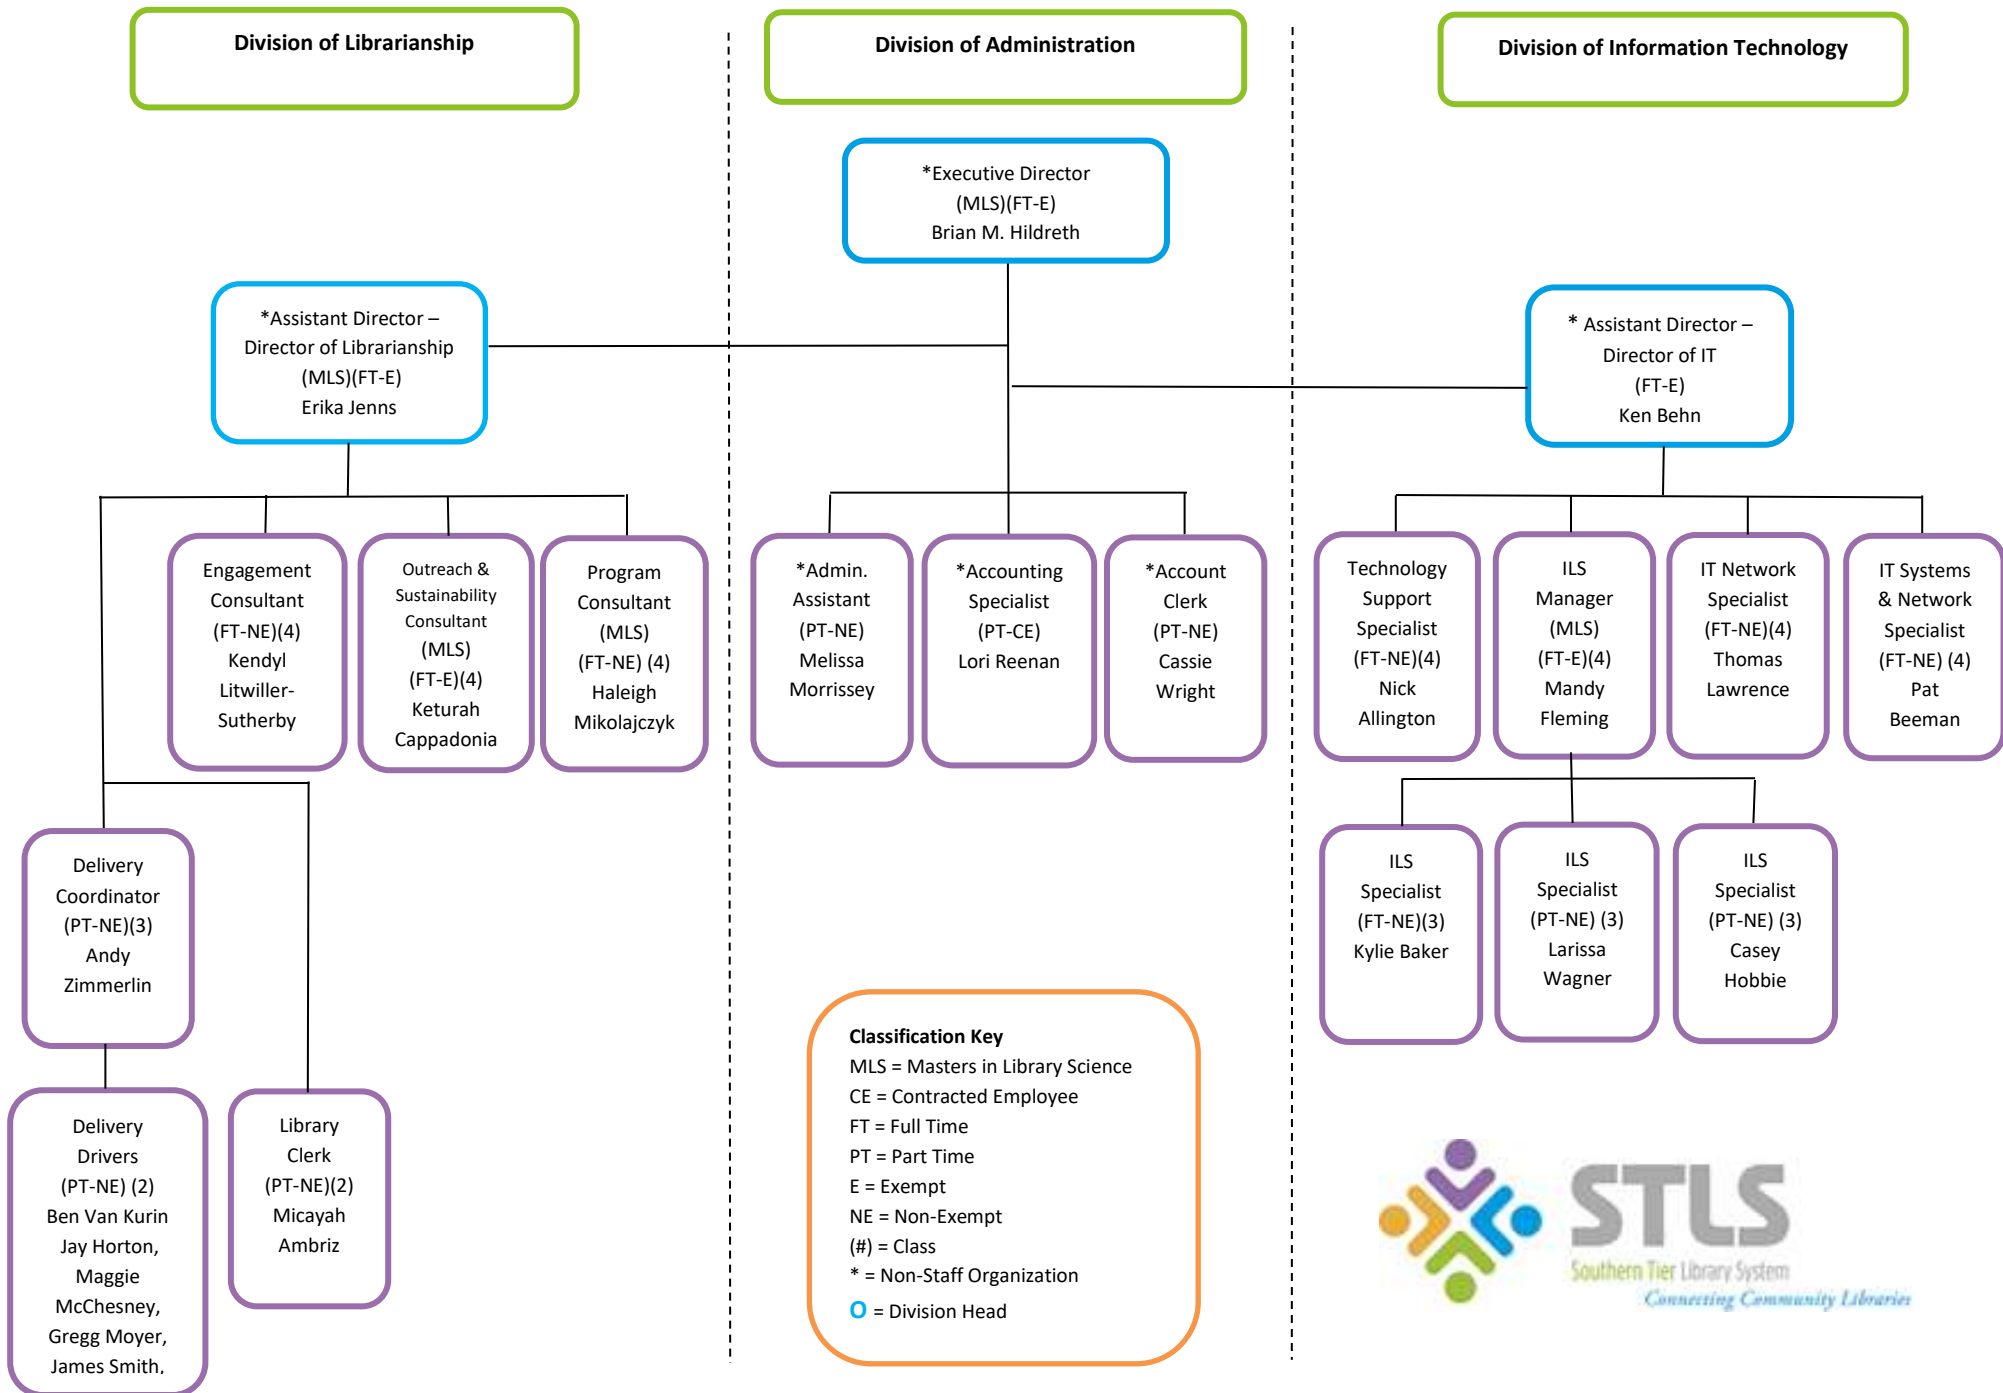 Division of Librarianship
Division of Administration
Division of Information Technology
*Executive Director
(MLS)(FT-E)
Brian M. Hildreth
*Assistant Director –
Director of Librarianship
(MLS)(FT-E)
Erika Jenns
* Assistant Director –
Director of IT
(FT-E)
Ken Behn
Engagement
Consultant
(FT-NE)(4)
Kendyl
Litwiller-
Sutherby
Outreach &
Sustainability
Consultant
(MLS)
(FT-E)(4)
Keturah
Cappadonia
Program
Consultant
(MLS)
(FT-NE) (4)
Haleigh
Mikolajczyk
*Admin.
Assistant
(PT-NE)
Melissa
Morrissey
*Accounting
Specialist
(PT-CE)
Lori Reenan
*Account
Clerk
(PT-NE)
Cassie
Wright
Technology
Support
Specialist
(FT-NE)(4)
Nick
Allington
ILS
Manager
(MLS)
(FT-E)(4)
Mandy
Fleming
IT Network
Specialist
(FT-NE)(4)
Thomas
Lawrence
IT Systems
& Network
Specialist
(FT-NE) (4)
Pat
Beeman
Delivery
Coordinator
(PT-NE)(3)
Andy
Zimmerlin
ILS
Specialist
(FT-NE)(3)
Kylie Baker
ILS
Specialist
(PT-NE) (3)
Larissa
Wagner
ILS
Specialist
(PT-NE) (3)
Casey
Hobbie
Delivery
Drivers
(PT-NE) (2)
Ben Van Kurin
Jay Horton,
Maggie
McChesney,
Gregg Moyer,
James Smith,
Library
Clerk
(PT-NE)(2)
Micayah
Ambriz
Classification Key
MLS = Masters in Library Science
CE = Contracted Employee
FT = Full Time
PT = Part Time
E = Exempt
NE = Non-Exempt
(#) = Class
* = Non-Staff Organization
O = Division Head
STLS
Southern Tier Library System
Connecting Community Libraries